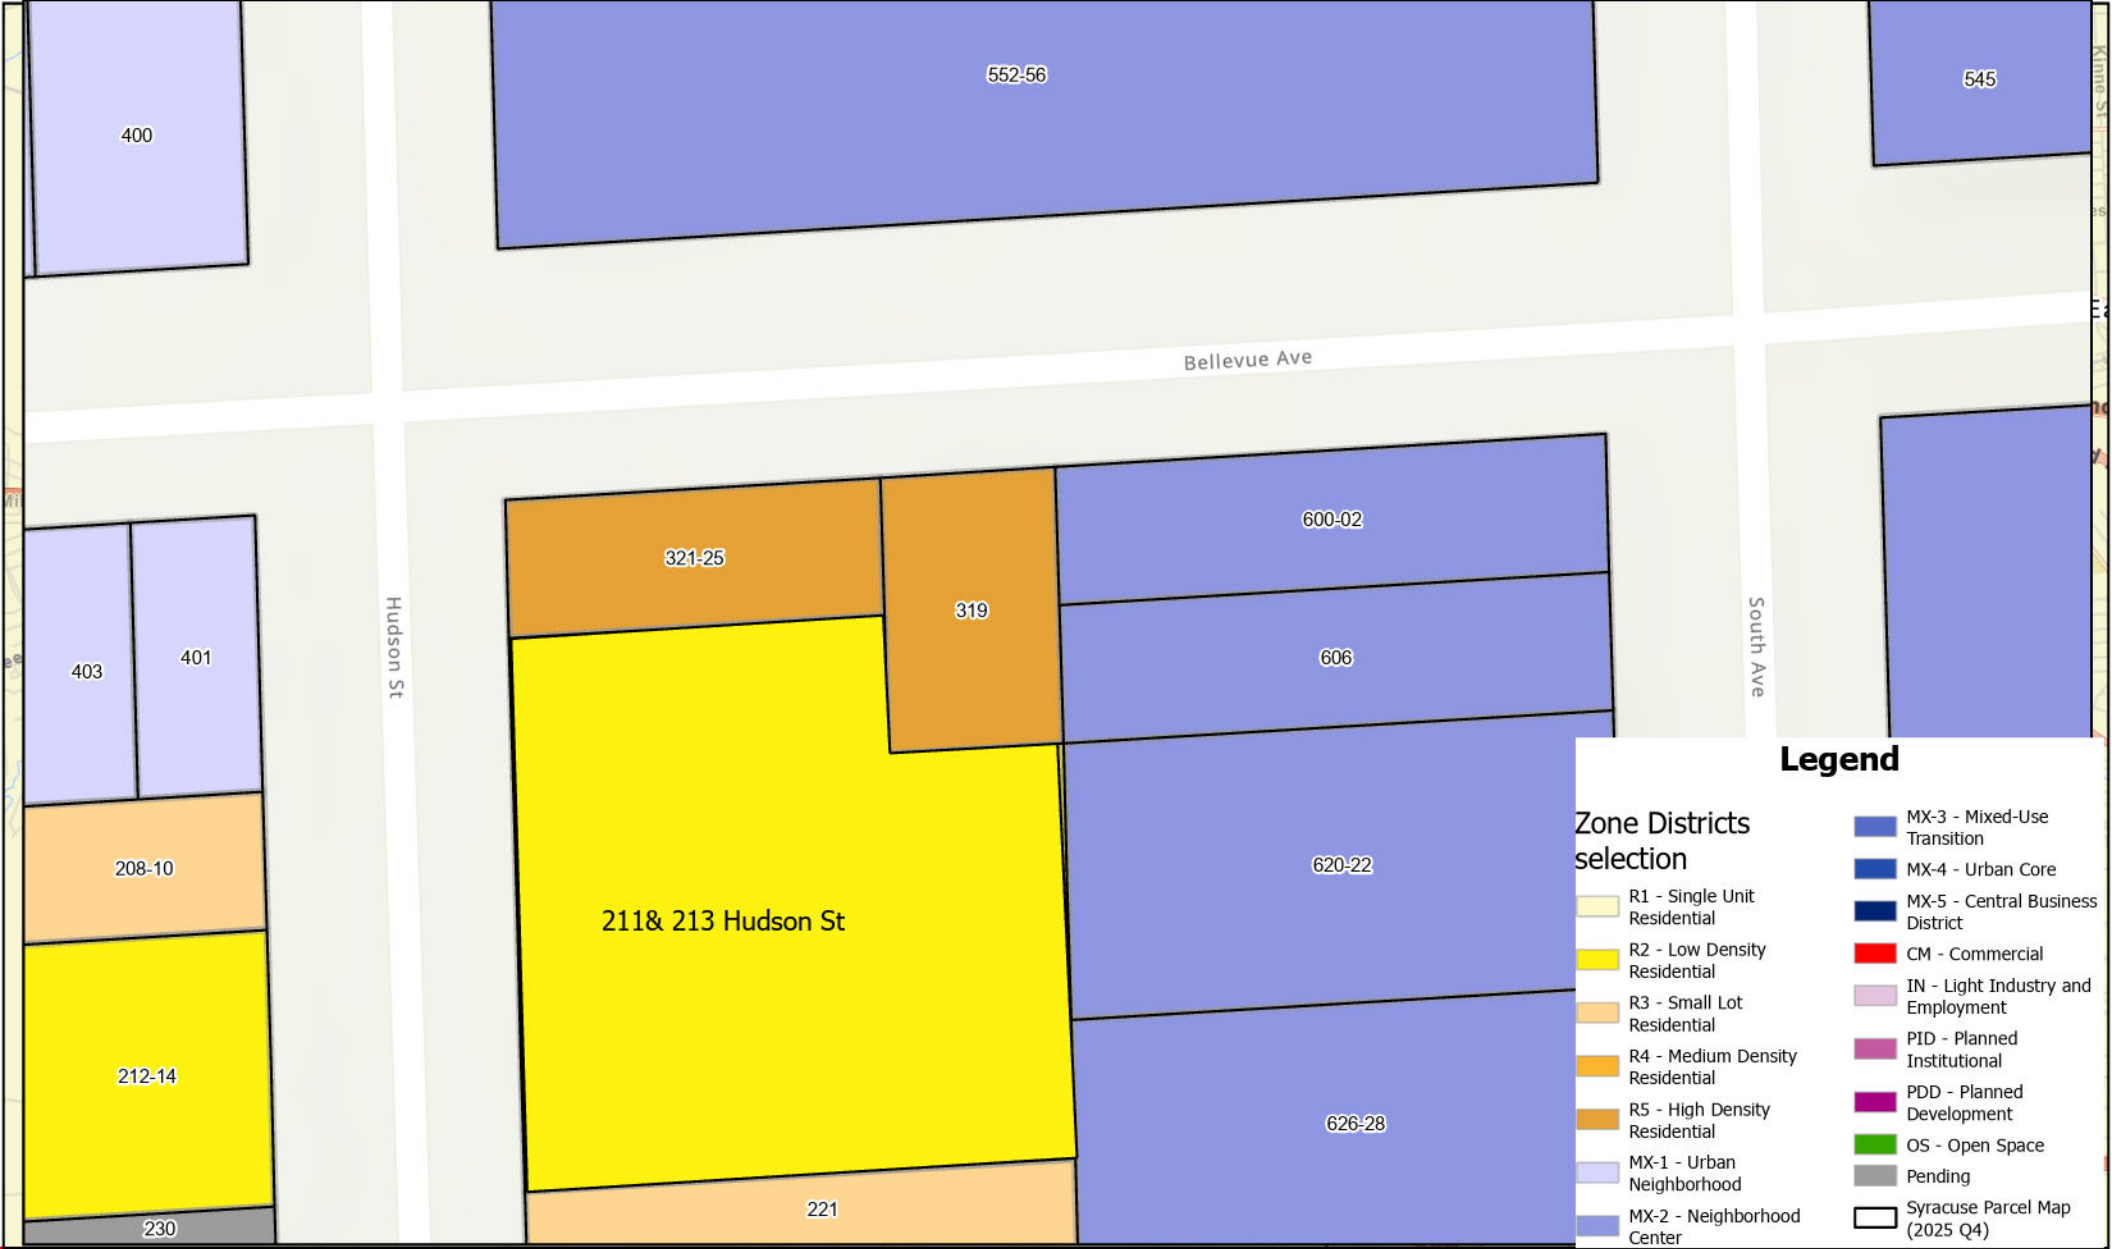 552-56
545
400
Kinne St
Bellevue Ave
600-02
321-25
319
606
401
403
Hudson St
South Ave
Legend
620-22
208-10
211& 213 Hudson St
212-14
626-28
221
230
Zone Districts
selection
R1 - Single Unit
Residential
R2 - Low Density
Residential
R3 - Small Lot
Residential
R4 - Medium Density
Residential
R5 - High Density
Residential
MX-1 - Urban
Neighborhood
MX-2 - Neighborhood
Center
MX-3 - Mixed-Use
Transition
MX-4 - Urban Core
MX-5 - Central Business
District
CM - Commercial
IN - Light Industry and
Employment
PID - Planned
Institutional
PDD - Planned
Development
OS - Open Space
Pending
Syracuse Parcel Map
(2025 Q4)